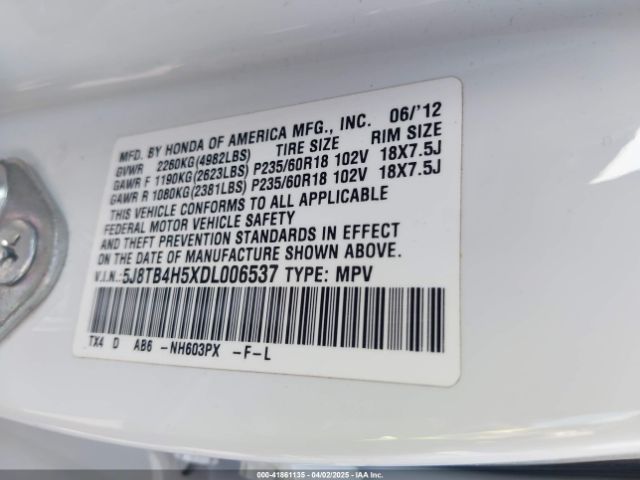 MFD. BY HONDA OF AMERICA MFG., INC. 06/'12
GVWR 2260KG(4982LBS) TIRE SIZE RIM SIZE
GAWR F 1190KG(2623LBS) P235/60R18 102V 18X7.5J
GAWR R 1080KG(2381LBS) P235/60R18 102V 18X7.5J
THIS VEHICLE CONFORMS TO ALL APPLICABLE
FEDERAL MOTOR VEHICLE SAFETY
AND THEFT PREVENTION STANDARDS IN EFFECT
ON THE DATE OF MANUFACTURE SHOWN ABOVE.
V.I.N.:5J8TB4H5XDL006537 TYPE: MPV
TX4 D AB6 -NH603PX -F-L
000-41861135 - 04/02/2025 - IAAI.COM